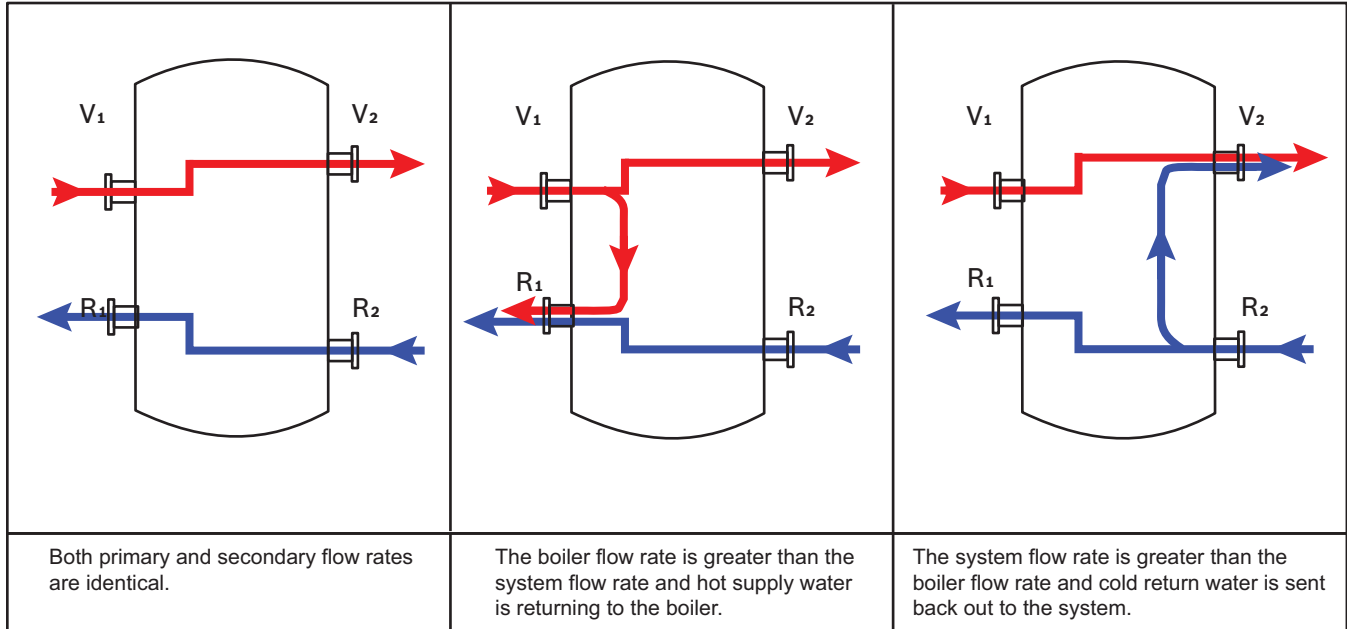 V₁
V₂
R₁
R₂
V₁
V₂
R₁
R₂
V₁
V₂
R₁
R₂
Both primary and secondary flow rates
are identical.
The boiler flow rate is greater than the
system flow rate and hot supply water
is returning to the boiler.
The system flow rate is greater than the
boiler flow rate and cold return water is sent
back out to the system.